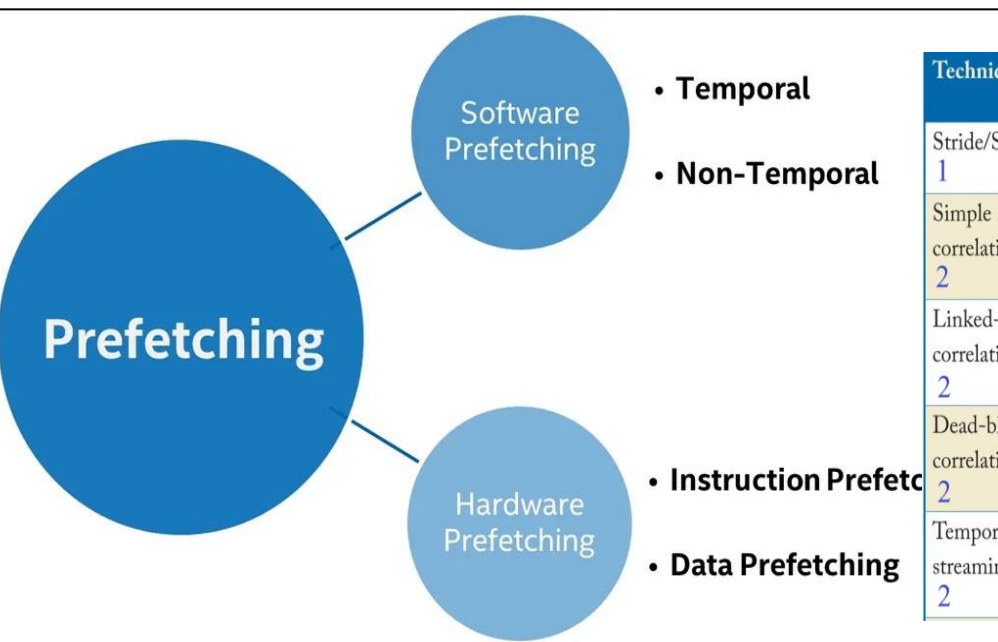 Prefetching
Software
Prefetching
• Temporal
• Non-Temporal
Hardware
Prefetching
• Instruction Prefetc
• Data Prefetching
Techniq
Stride/S
1
Simple
correlati
2
Linked-
correlati
2
Dead-bl
correlati
2
Tempor
streamin
2